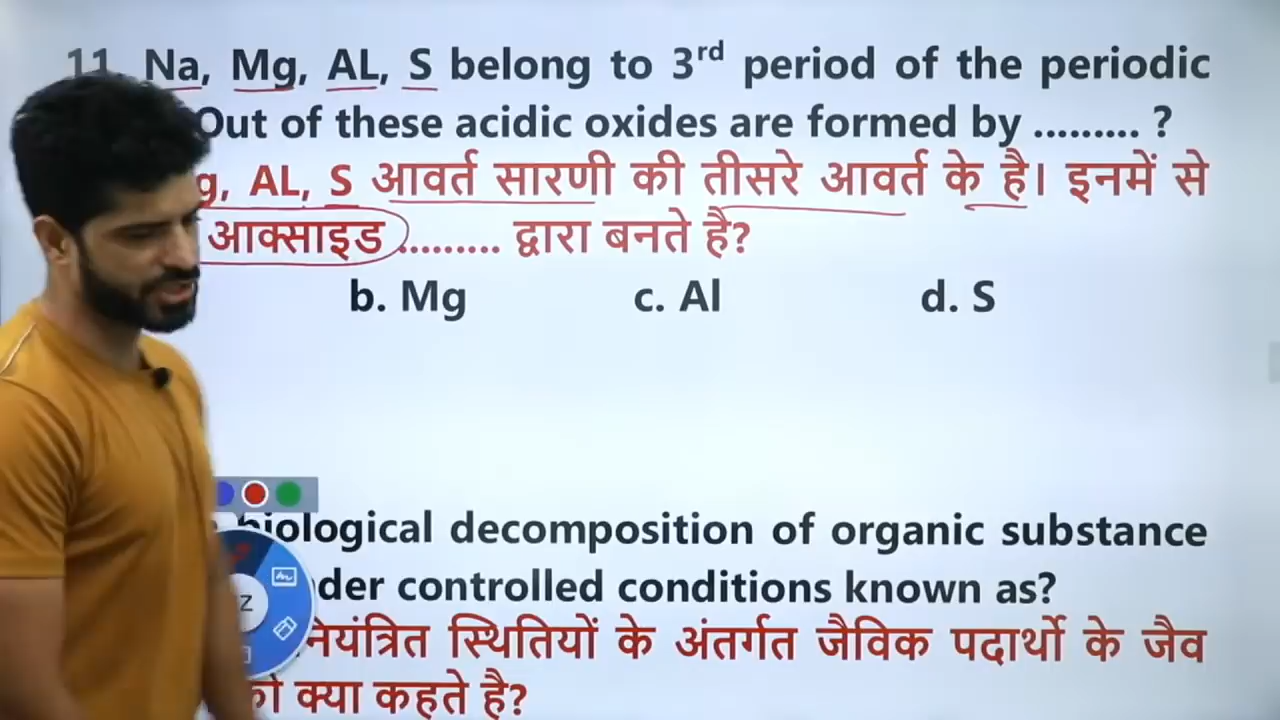 11. Na, Mg, AL, S belong to 3rd period of the periodic
Out of these acidic oxides are formed by ......... ?
g, AL, S आवर्त सारणी की तीसरे आवर्त के है। इनमें से
आक्साइड ......... द्वारा बनते है?
b. Mg c. Al d. S
biological decomposition of organic substance
der controlled conditions known as?
नियंत्रित स्थितियों के अंतर्गत जैविक पदार्थो के जैव
को क्या कहते है?